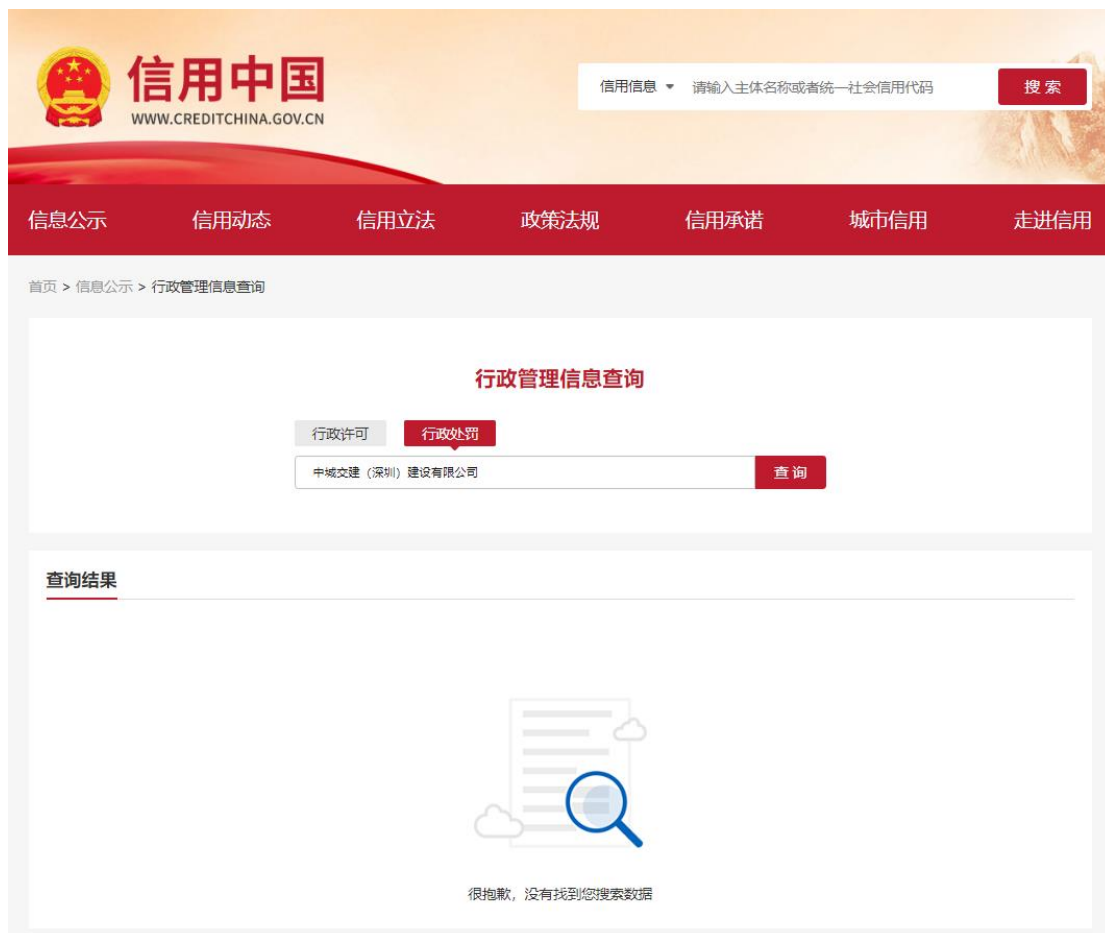 信用中国
WWW.CREDITCHINA.GOV.CN
信用信息 请输入主体名称或者统一社会信用代码 搜索
信息公示 信用动态 信用立法 政策法规 信用承诺 城市信用 走进信用
首页 > 信息公示 > 行政管理信息查询
行政管理信息查询
行政许可 行政处罚
中城交建（深圳）建设有限公司 查询
查询结果
很抱歉，没有找到您搜索数据